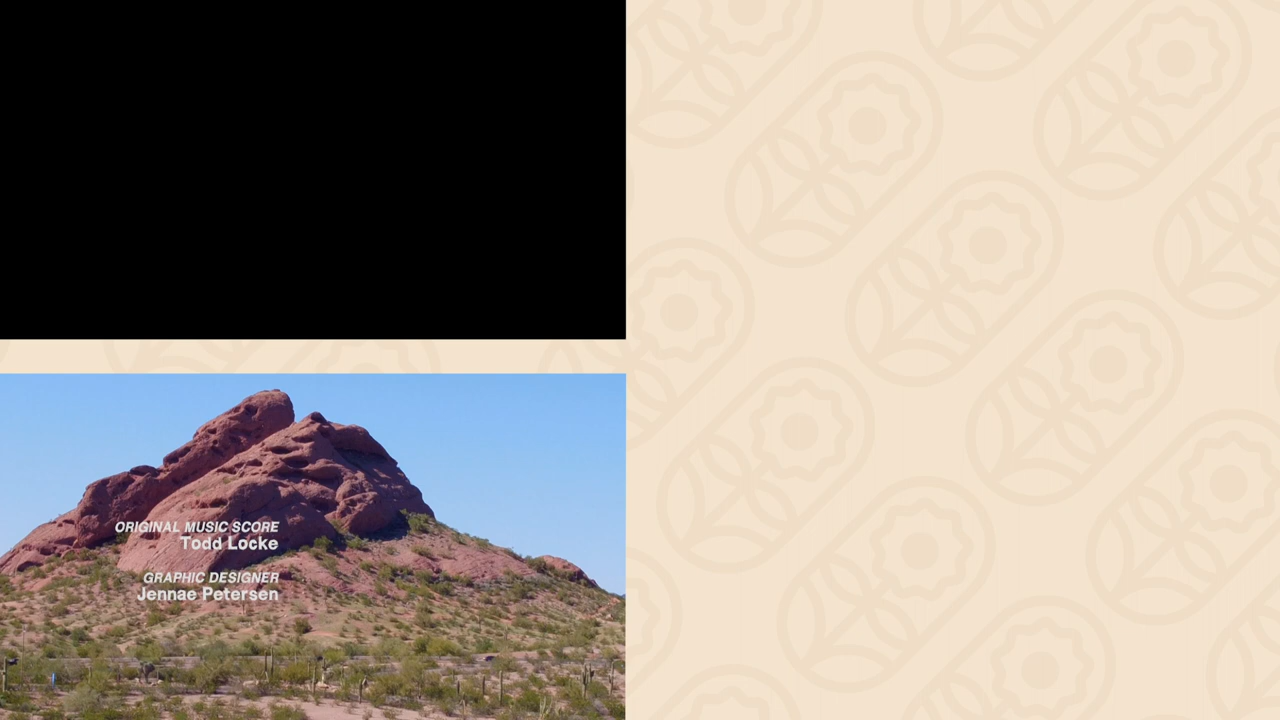 ORIGINAL MUSIC SCORE
Todd Locke
GRAPHIC DESIGNER
Jennae Petersen